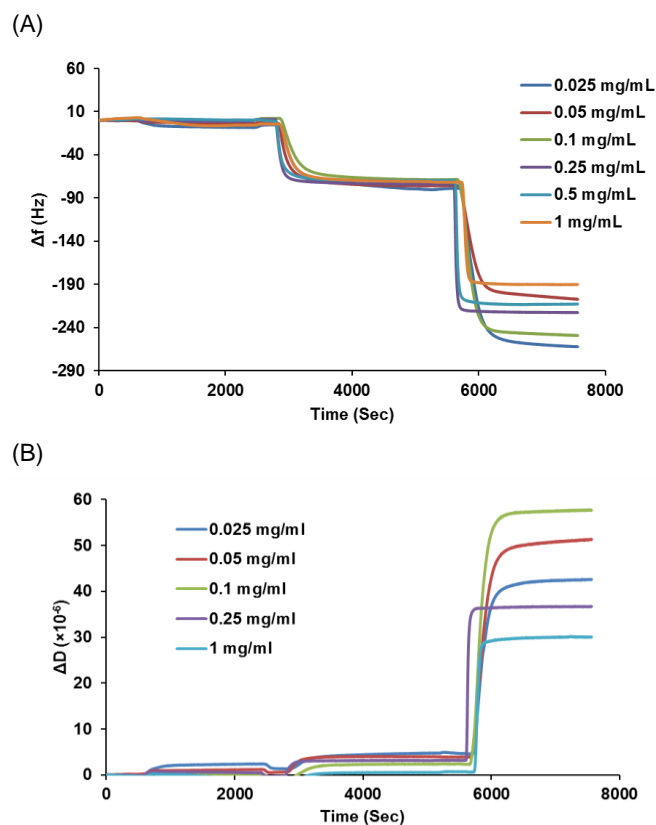 (A)
60
10
-40
-90
-140
-190
-240
-290
Δf (Hz)
0
2000
4000
6000
8000
Time (Sec)
0.025 mg/mL
0.05 mg/mL
0.1 mg/mL
0.25 mg/mL
0.5 mg/mL
1 mg/mL
(B)
60
50
40
30
20
10
0
ΔD (×10⁻⁶)
0
2000
4000
6000
8000
Time (Sec)
0.025 mg/ml
0.05 mg/ml
0.1 mg/ml
0.25 mg/ml
1 mg/ml